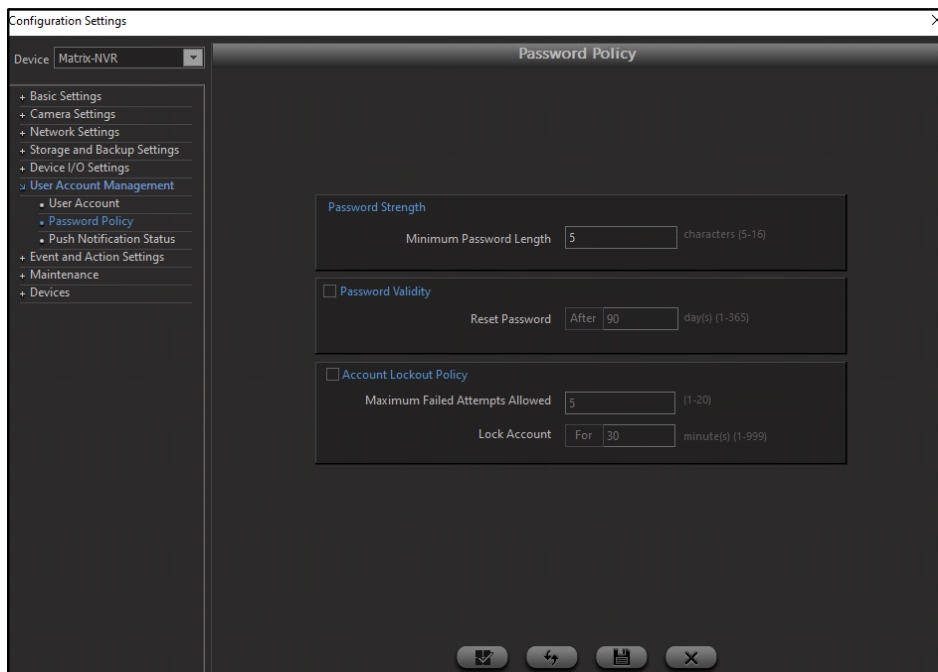 Configuration Settings
Device Matrix-NVR
Password Policy
+ Basic Settings
+ Camera Settings
+ Network Settings
+ Storage and Backup Settings
+ Device I/O Settings
User Account Management
• User Account
• Password Policy
• Push Notification Status
+ Event and Action Settings
+ Maintenance
+ Devices
Password Strength
Minimum Password Length 5 characters (5-16)
Password Validity
Reset Password After 90 day(s) (1-365)
Account Lockout Policy
Maximum Failed Attempts Allowed 5 (1-20)
Lock Account For 30 minute(s) (1-999)